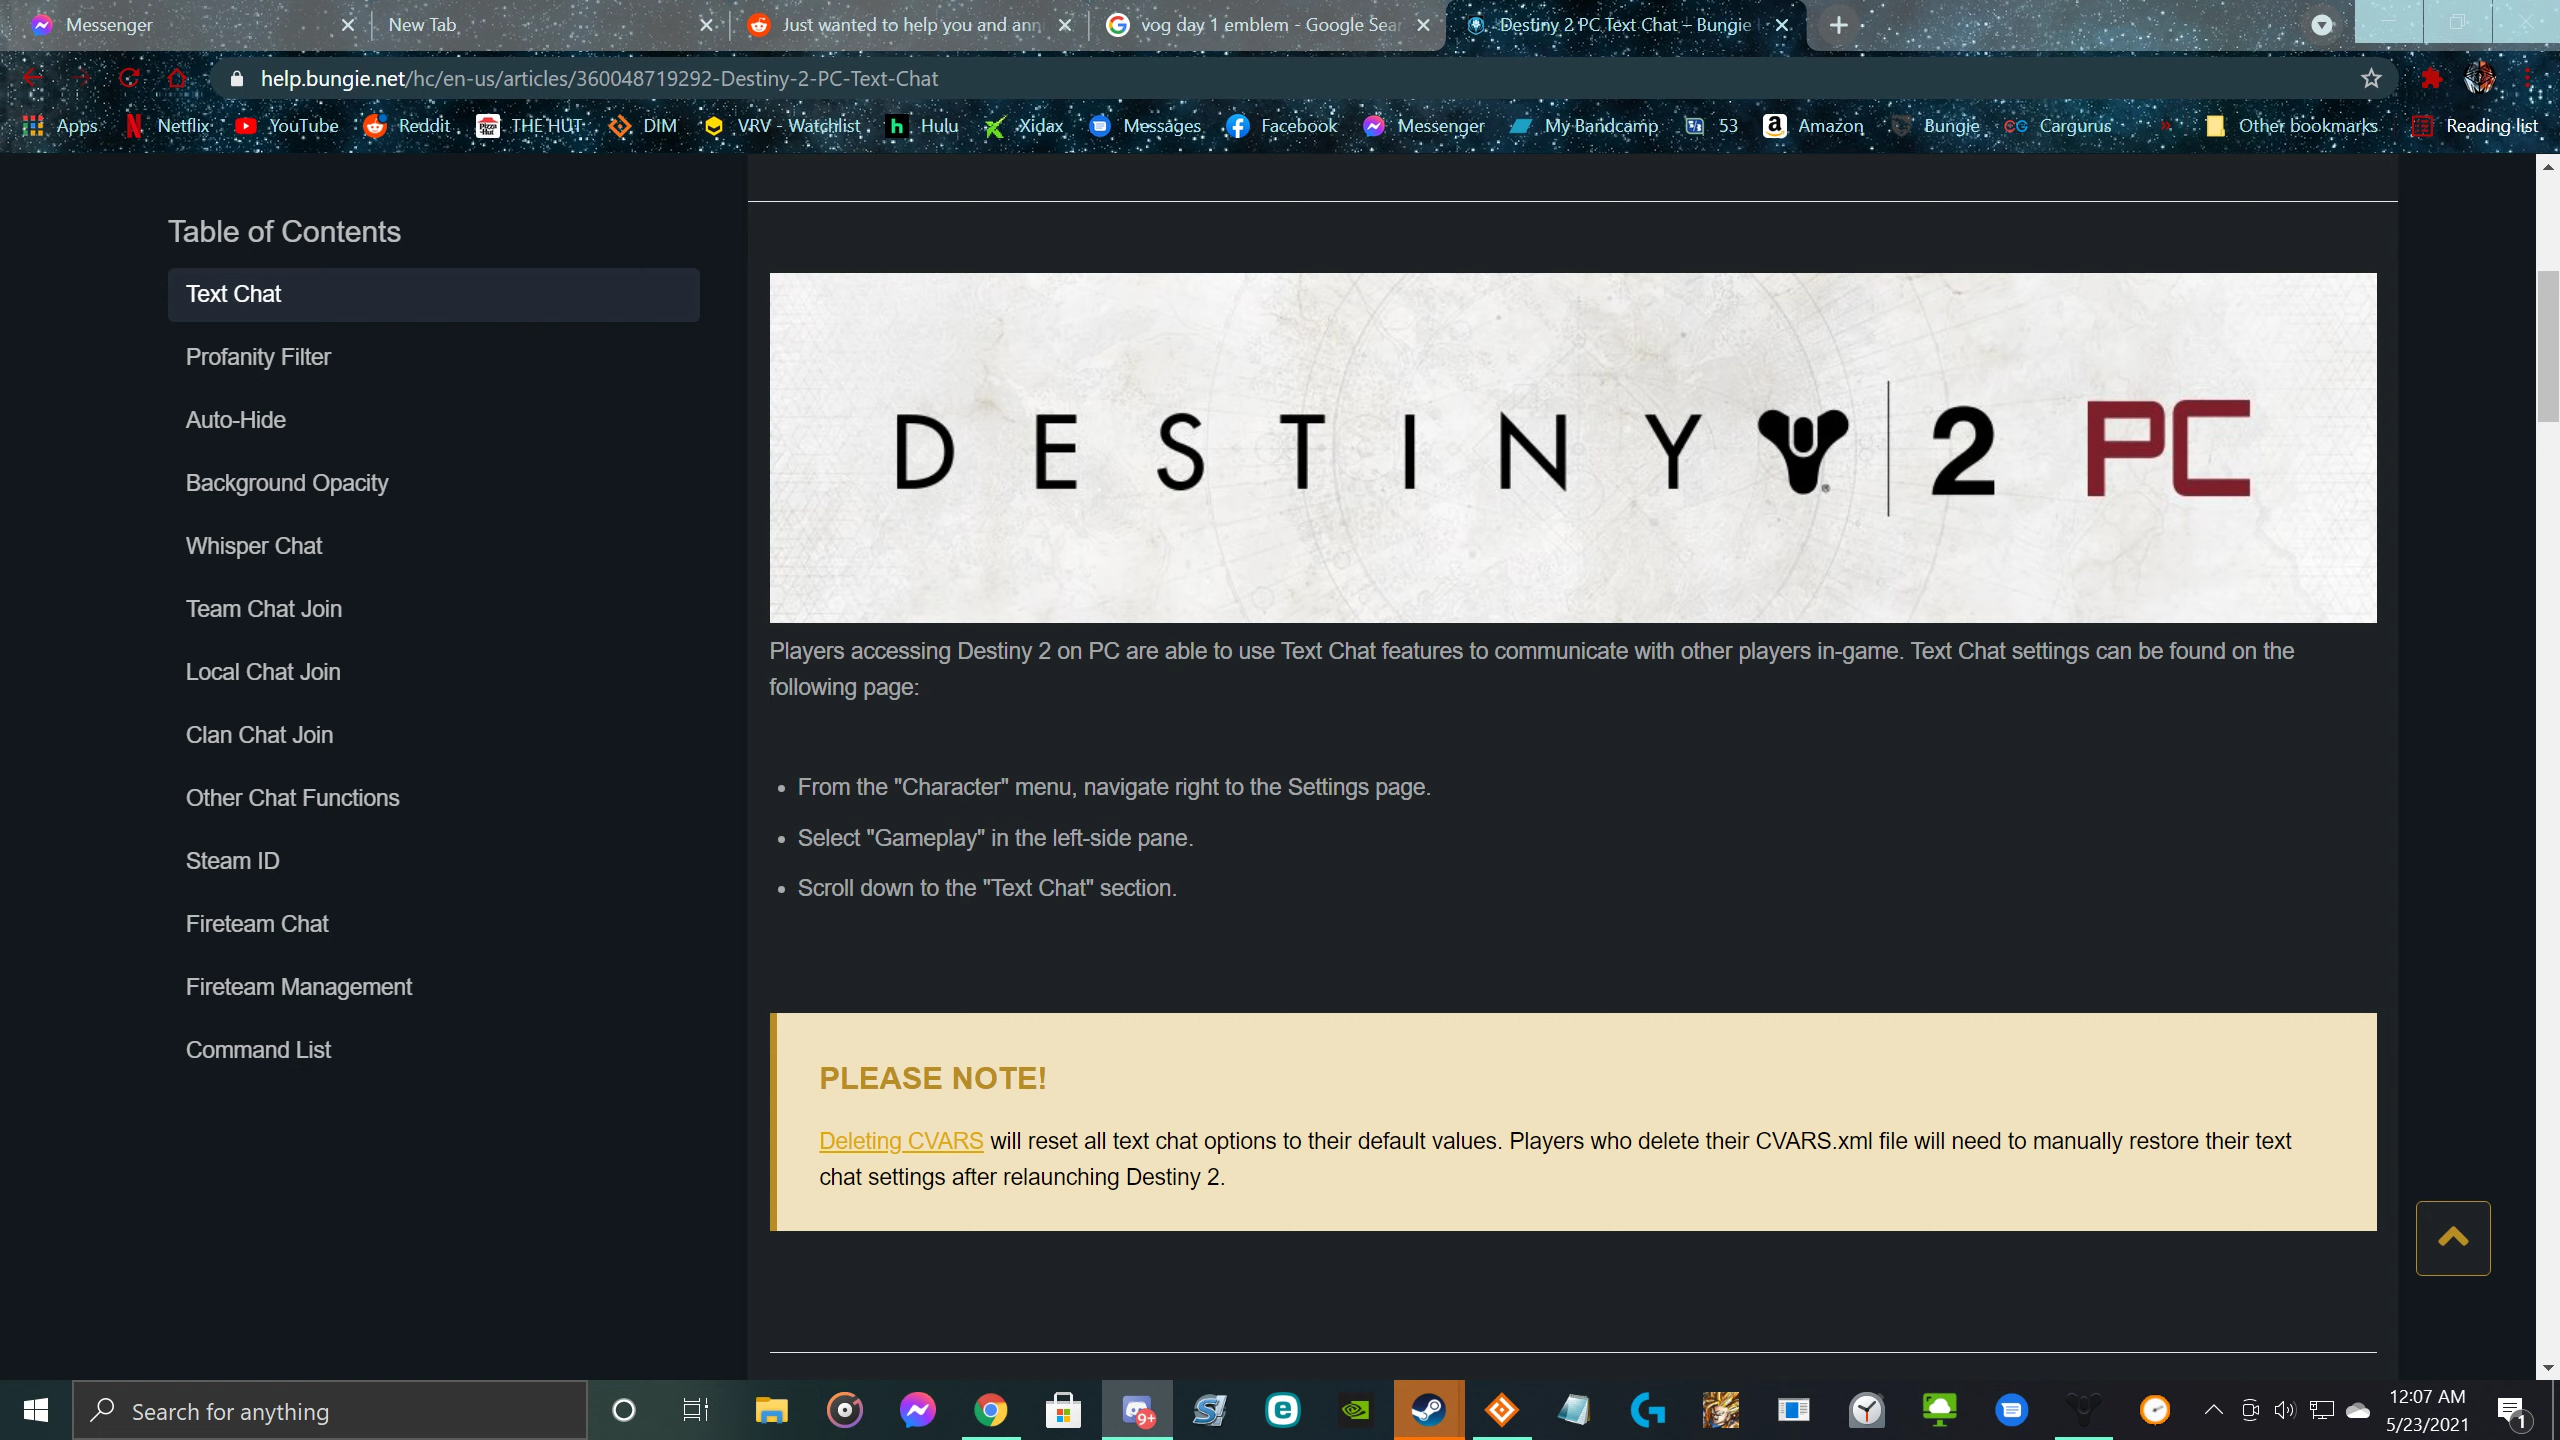 Messenger
New Tab
Just wanted to help you and ann
vog day 1 emblem - Google Sear
Destiny 2 PC Text Chat – Bungie
help.bungie.net/hc/en-us/articles/360048719292-Destiny-2-PC-Text-Chat
Apps Netflix YouTube Reddit THE HUT DIM VRV - Watchlist Hulu Xidax Messages Facebook Messenger My Bandcamp 53 Amazon Bungie Cargurus » Other bookmarks Reading list
Table of Contents
Text Chat
Profanity Filter
Auto-Hide
Background Opacity
Whisper Chat
Team Chat Join
Local Chat Join
Clan Chat Join
Other Chat Functions
Steam ID
Fireteam Chat
Fireteam Management
Command List
DESTINY 2 PC
Players accessing Destiny 2 on PC are able to use Text Chat features to communicate with other players in-game. Text Chat settings can be found on the
following page:
• From the "Character" menu, navigate right to the Settings page.
• Select "Gameplay" in the left-side pane.
• Scroll down to the "Text Chat" section.
PLEASE NOTE!
Deleting CVARS will reset all text chat options to their default values. Players who delete their CVARS.xml file will need to manually restore their text
chat settings after relaunching Destiny 2.
Search for anything
9+
12:07 AM
5/23/2021
1